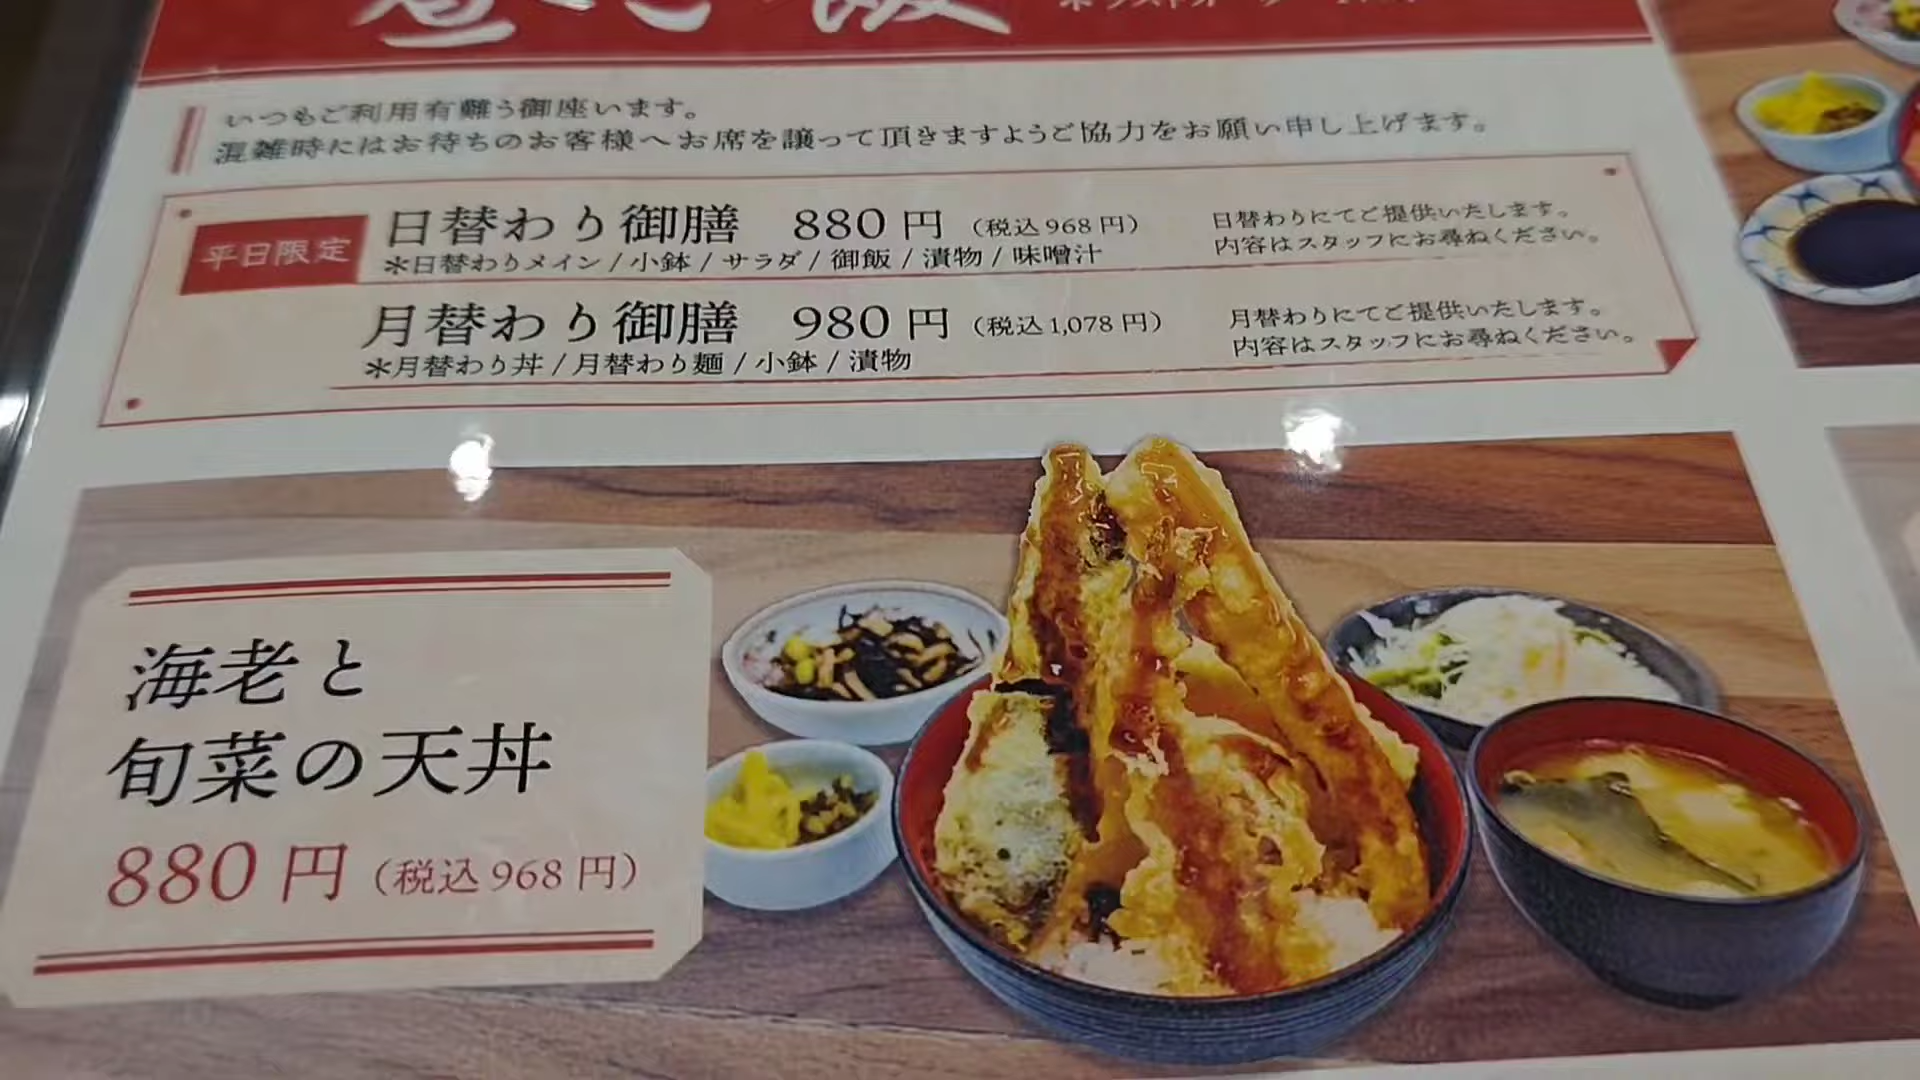 いつもご利用有難う御座います。
混雑時にはお待ちのお客様へお席を譲って頂きますようご協力をお願い申し上げます。
平日限定
日替わり御膳 880円（税込968円）
＊日替わりメイン/小鉢/サラダ/御飯/漬物/味噌汁
日替わりにてご提供いたします。
内容はスタッフにお尋ねください。
月替わり御膳 980円（税込1,078円）
＊月替わり丼/月替わり麺/小鉢/漬物
月替わりにてご提供いたします。
内容はスタッフにお尋ねください。
海老と
旬菜の天丼
880円（税込968円）